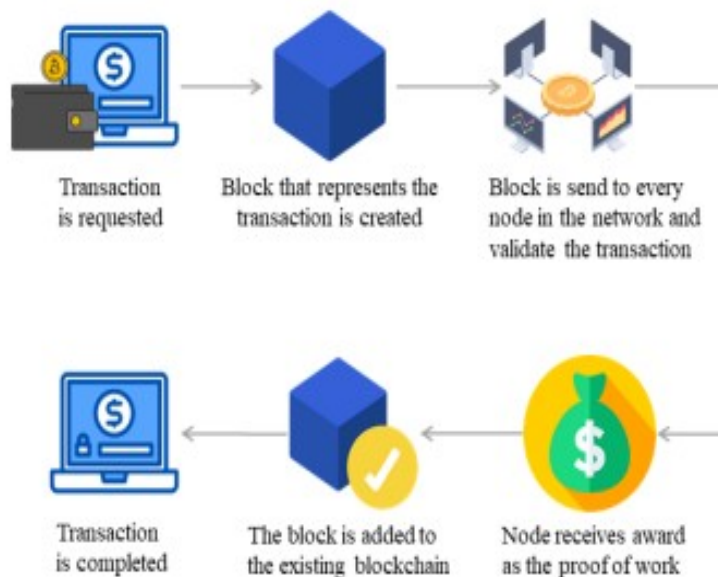 Transaction
is requested
Block that represents the
transaction is created
Block is send to every
node in the network and
validate the transaction
Transaction
is completed
The block is added to
the existing blockchain
Node receives award
as the proof of work